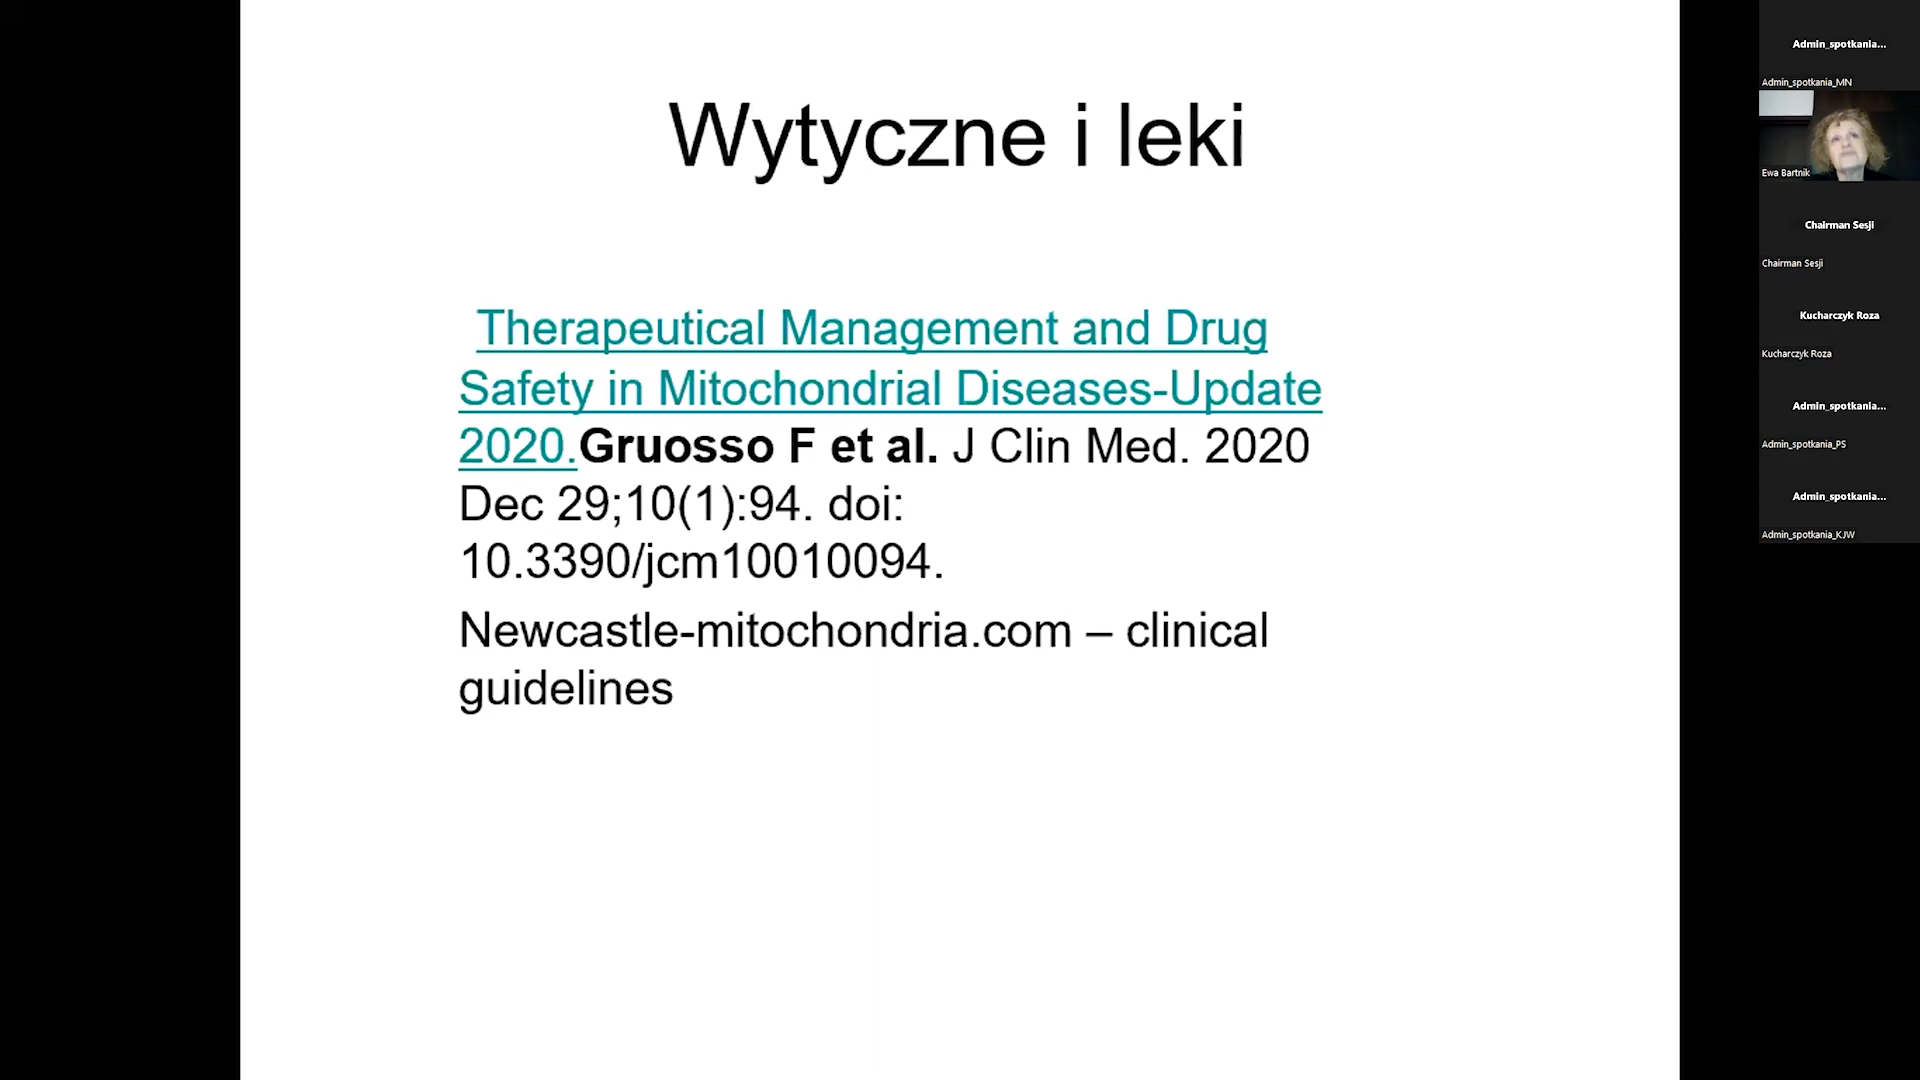 Wytyczne i leki
Therapeutical Management and Drug
Safety in Mitochondrial Diseases-Update
2020.Gruosso F et al. J Clin Med. 2020
Dec 29;10(1):94. doi:
10.3390/jcm10010094.
Newcastle-mitochondria.com – clinical
guidelines
Admin_spotkania...
Admin_spotkania_MN
Ewa Bartnik
Chairman Sesji
Chairman Sesji
Kucharczyk Roza
Kucharczyk Roza
Admin_spotkania...
Admin_spotkania_PS
Admin_spotkania...
Admin_spotkania_KJW